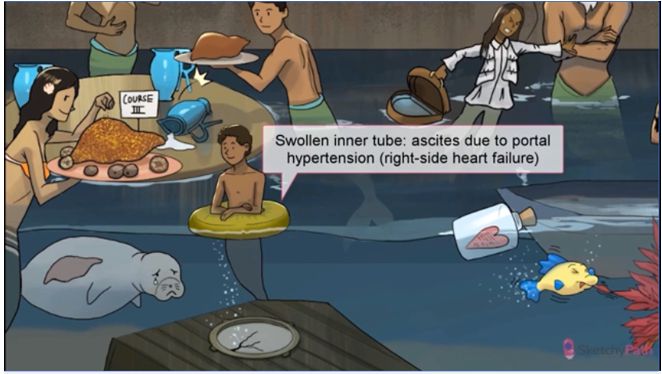 COURSE
III
Swollen inner tube: ascites due to portal
hypertension (right-side heart failure)
SketchyPath